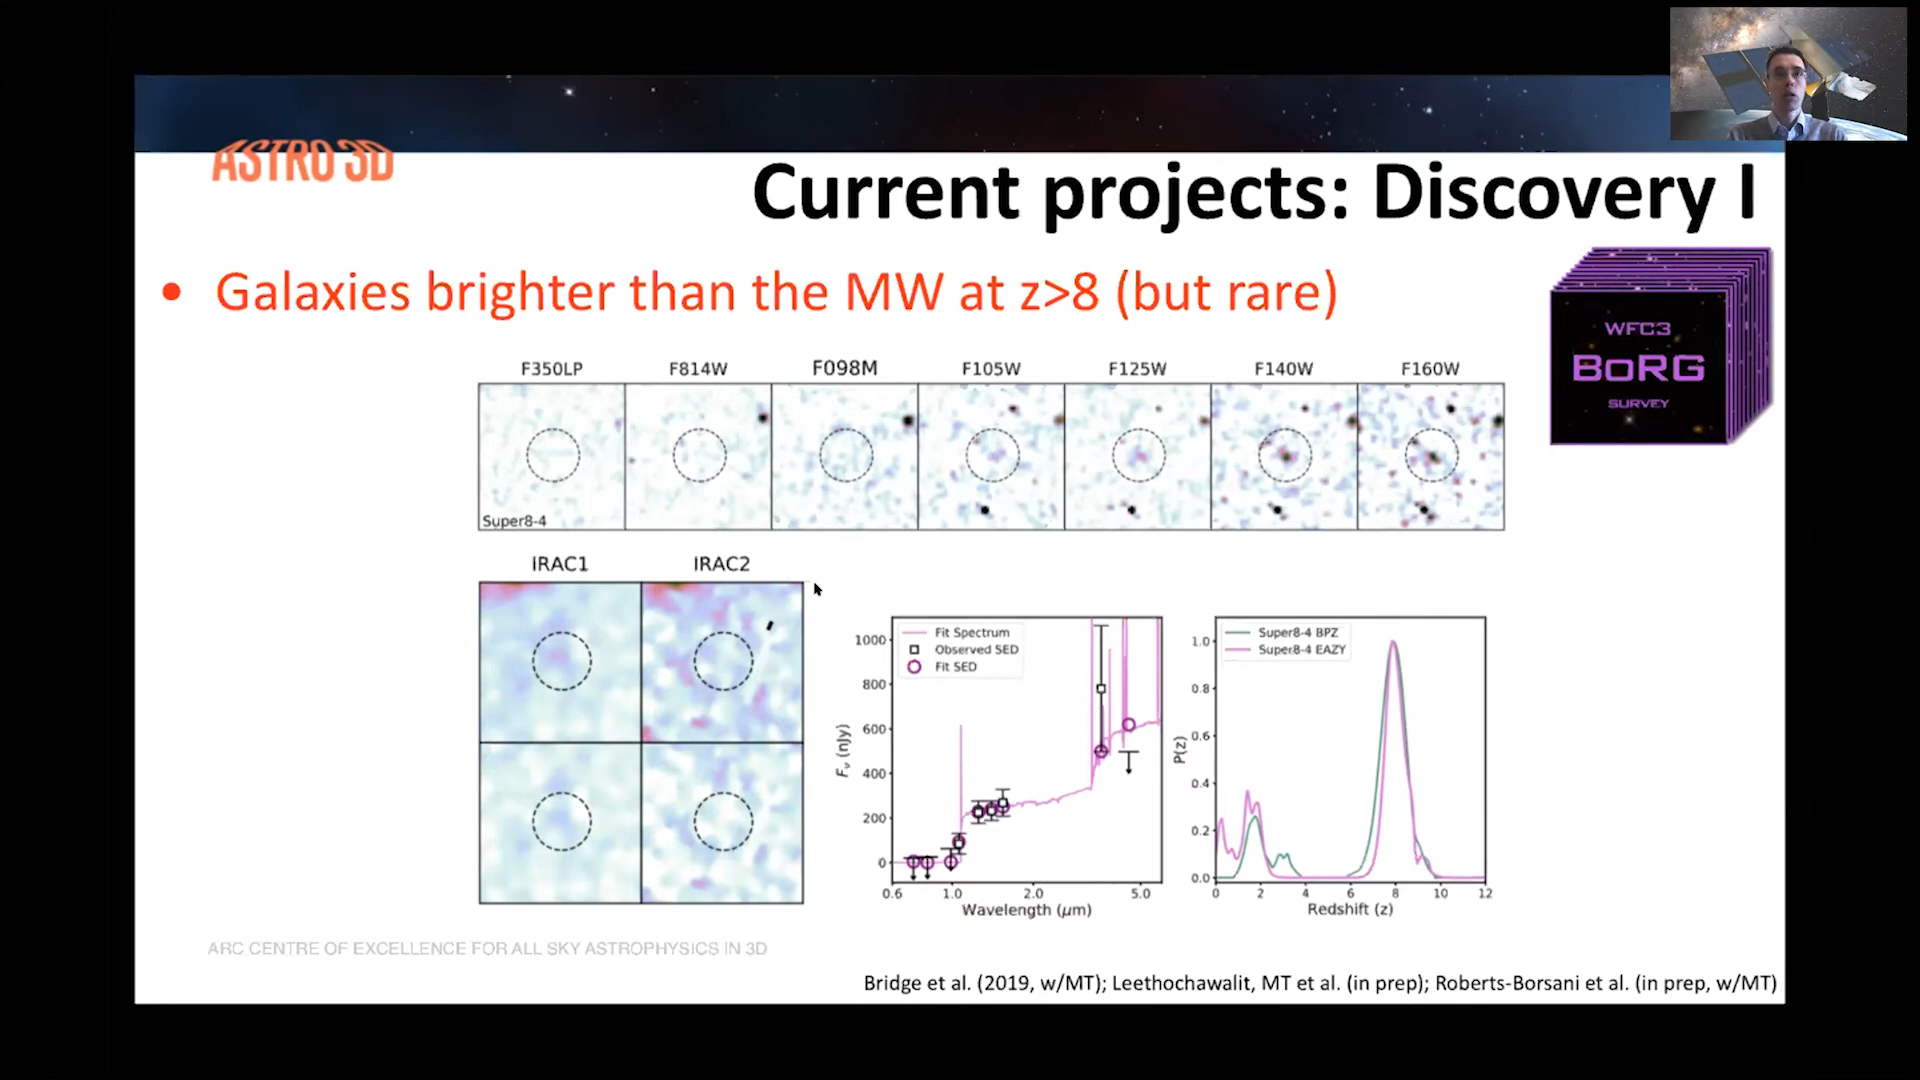 ASTRO 3D
Current projects: Discovery I
• Galaxies brighter than the MW at z>8 (but rare)
WFC3
BoRG
SURVEY
F350LP F814W F098M F105W F125W F140W F160W
Super8-4
IRAC1 IRAC2
Fit Spectrum
Observed SED
Fit SED
1000
800
600
400
200
0
Fν (nJy)
0.6 1.0 2.0 5.0
Wavelength (μm)
Super8-4 BPZ
Super8-4 EAZY
1.0
0.8
0.6
0.4
0.2
0.0
P(z)
0 2 4 6 8 10 12
Redshift (z)
ARC CENTRE OF EXCELLENCE FOR ALL SKY ASTROPHYSICS IN 3D
Bridge et al. (2019, w/MT); Leethochawalit, MT et al. (in prep); Roberts-Borsani et al. (in prep, w/MT)